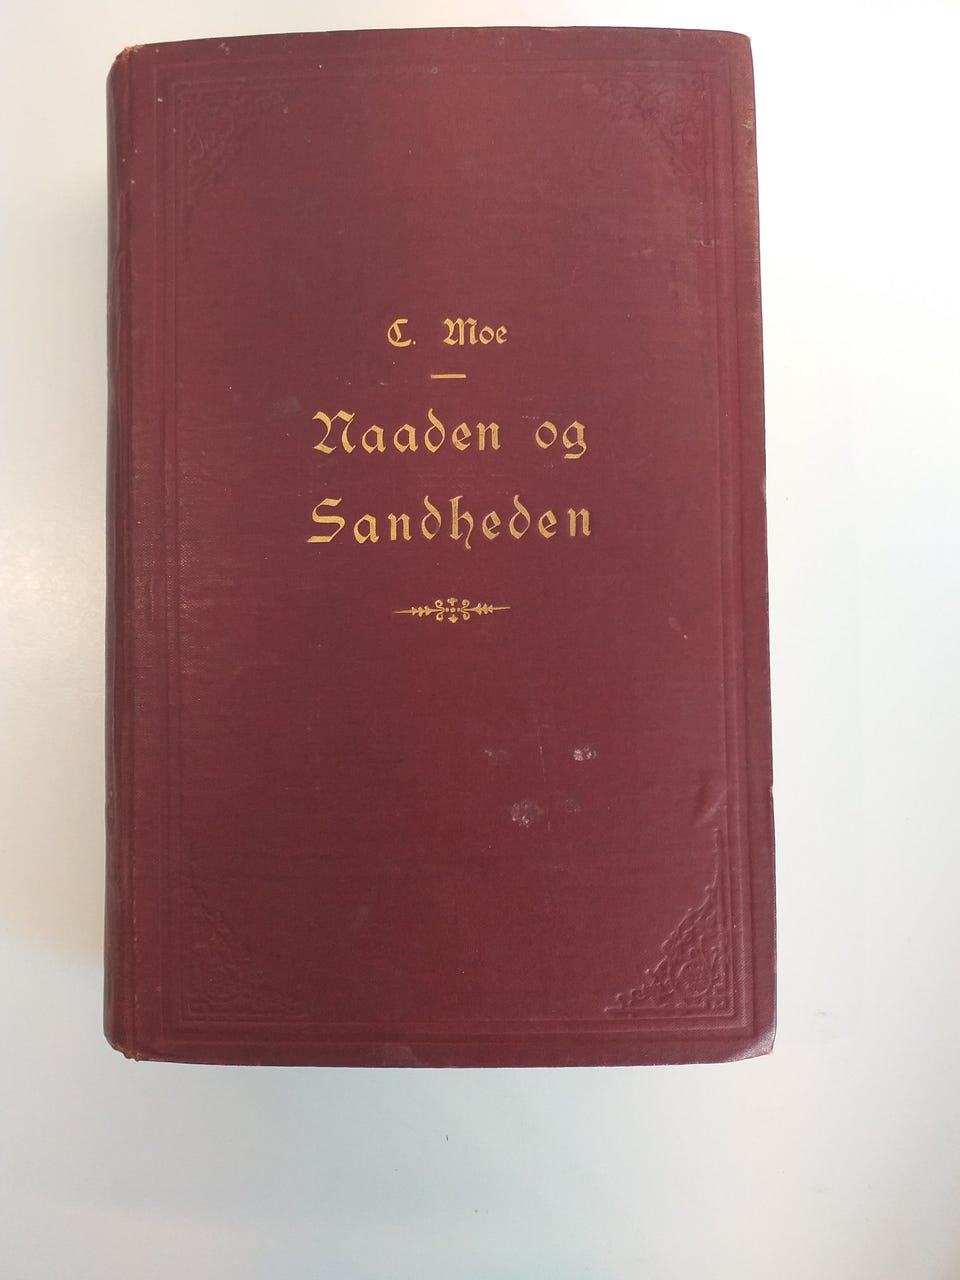 C. Moe
Naaden og
Sandheden